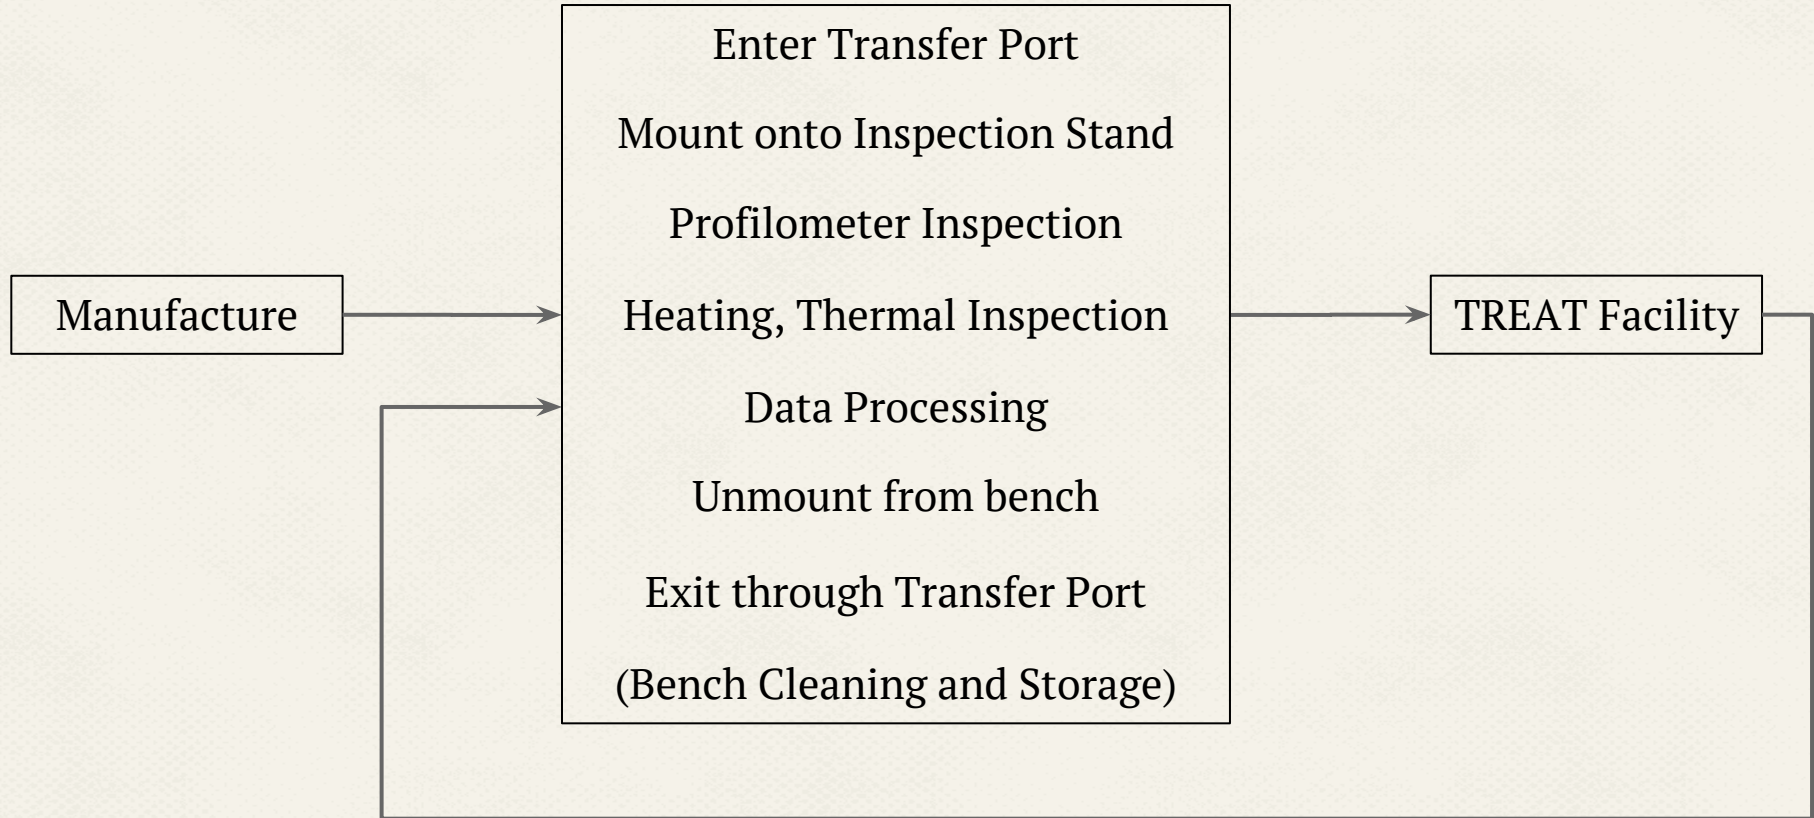 Enter Transfer Port
Mount onto Inspection Stand
Profilometer Inspection
Manufacture
Heating, Thermal Inspection
TREAT Facility
Data Processing
Unmount from bench
Exit through Transfer Port
(Bench Cleaning and Storage)